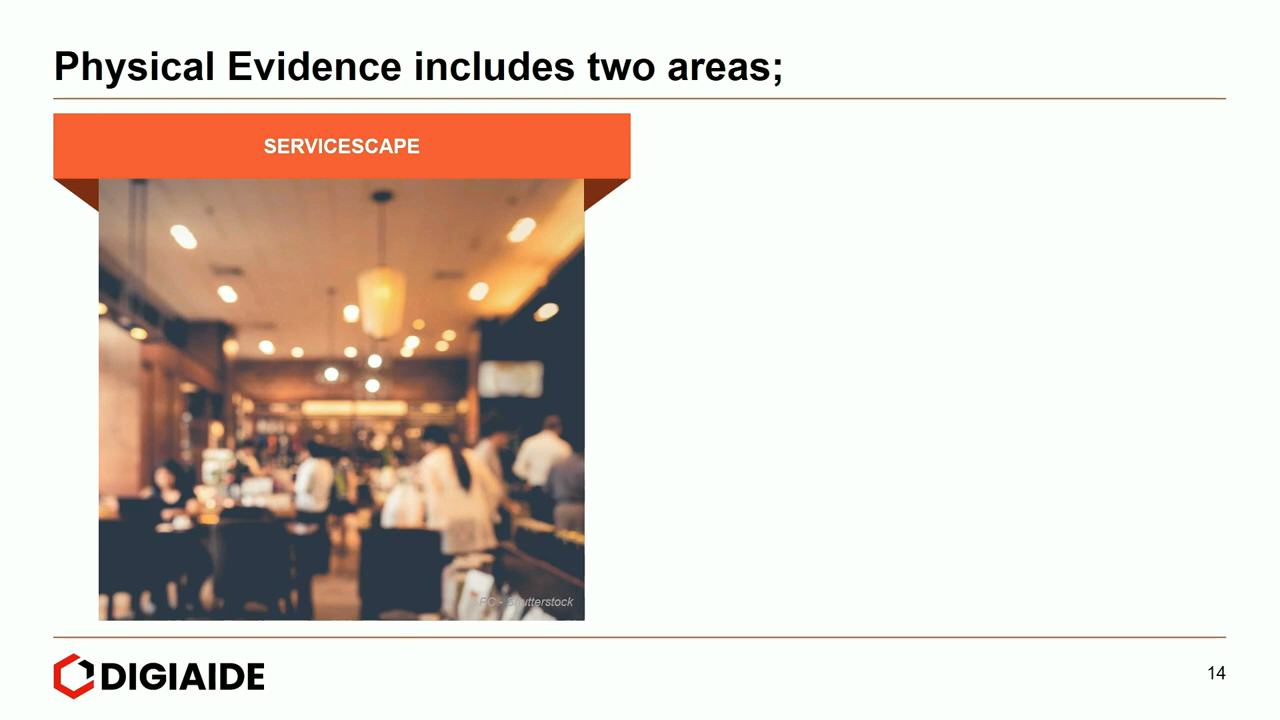 Physical Evidence includes two areas;
SERVICESCAPE
PC - Shutterstock
DIGIAIDE
14